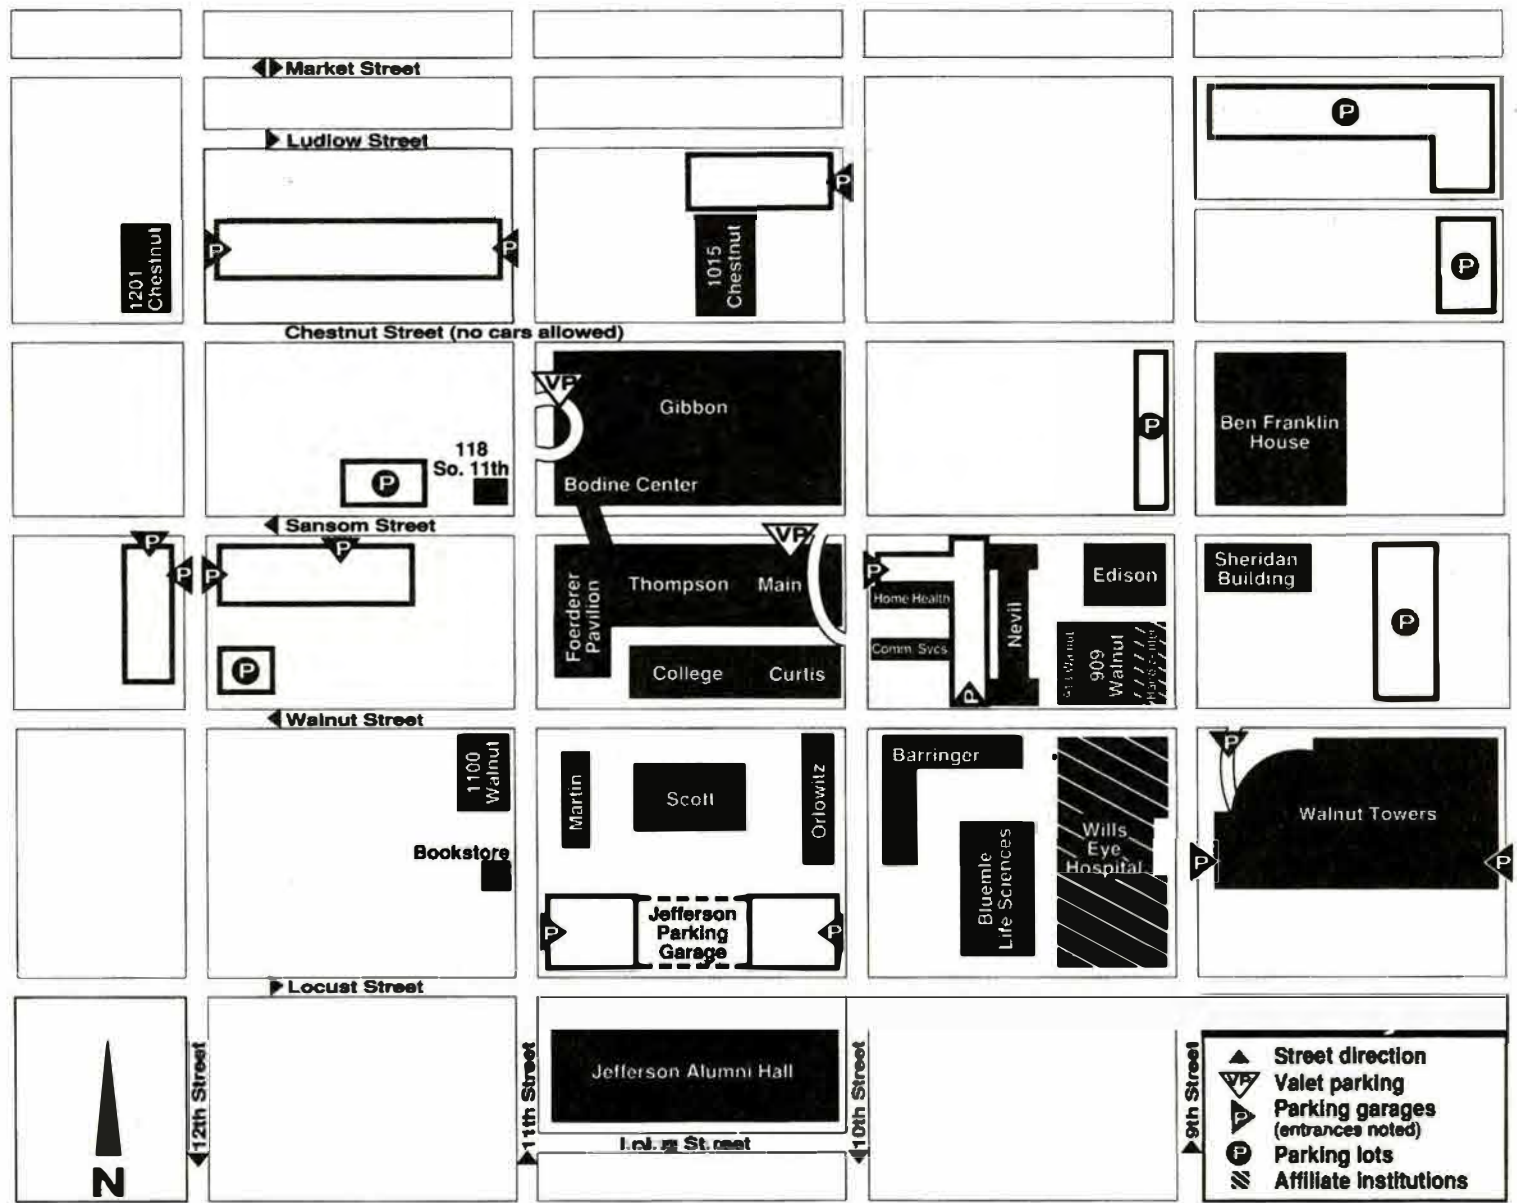 Market Street
Ludlow Street
P
P
P
P
P
P
1201
Chestnut
1015
Chestnut
Chestnut Street (no cars allowed)
VP
Gibbon
Bodine Center
118
So. 11th
P
P
Ben Franklin
House
Sansom Street
P
P
P
P
P
VP
Foerderer
Pavilion
Thompson
Main
College
Curtis
P
Home Health
Comm. Svcs
P
Nevil
Edison
909
Walnut
Sheridan
Building
P
Walnut Street
1100
Walnut
Bookstore
Martin
Scott
Orlowitz
P
Jefferson
Parking
Garage
P
Barringer
Bluemle
Life Sciences
Wills
Eye
Hospital
P
Walnut Towers
P
P
Locust Street
N
12th Street
11th Street
Jefferson Alumni Hall
Street
10th Street
9th Street
Street direction
VP Valet parking
P Parking garages
(entrances noted)
P Parking lots
Affiliate institutions